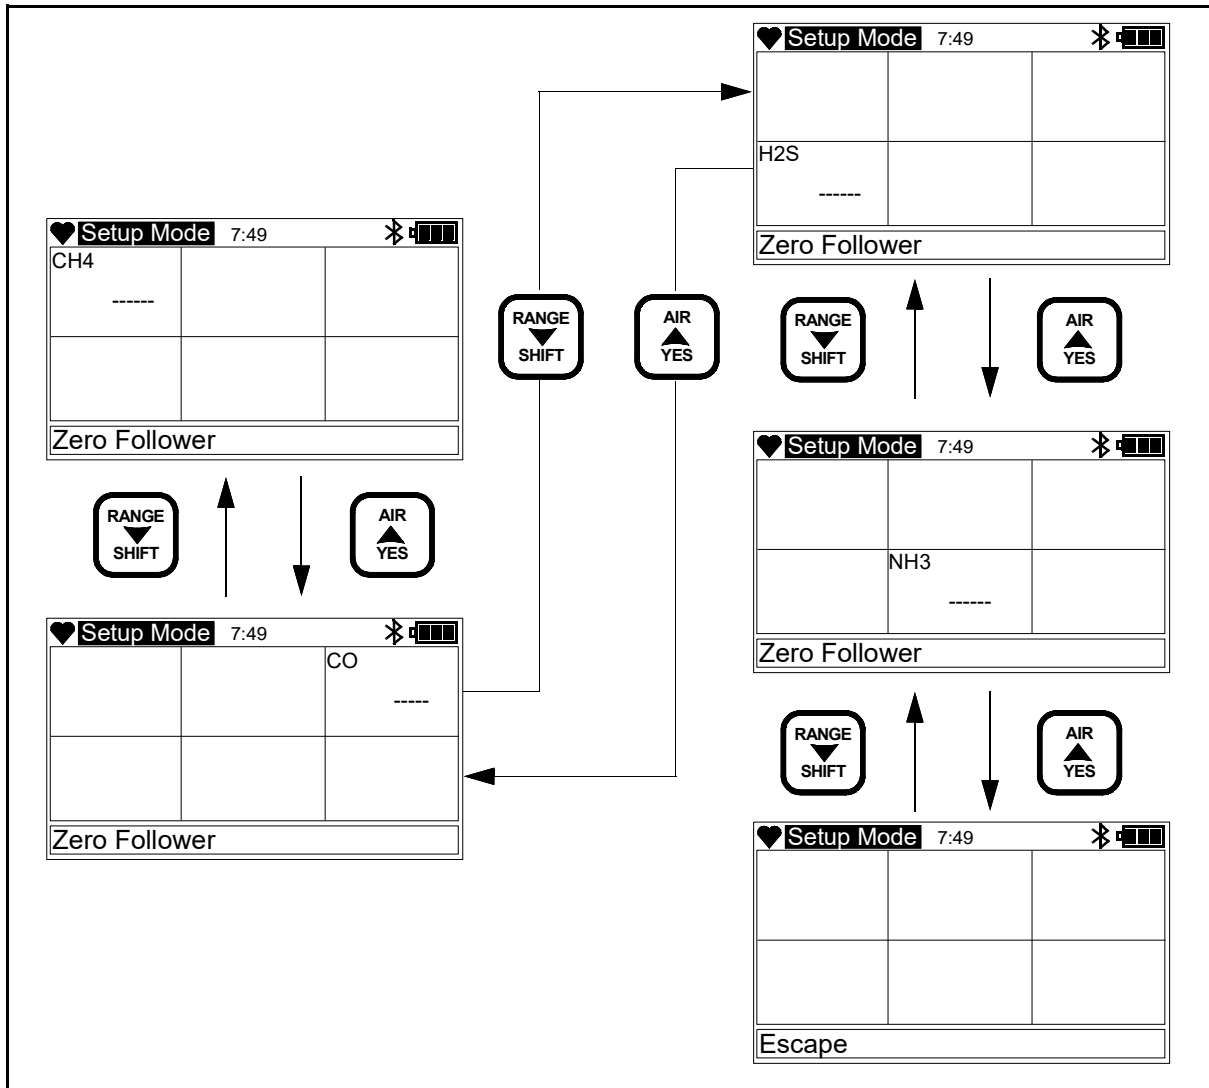 Setup Mode 7:49
CH4
------
Zero Follower
RANGE
SHIFT
AIR
YES
Setup Mode 7:49
CO
-----
Zero Follower
RANGE
SHIFT
AIR
YES
Setup Mode 7:49
H2S
------
Zero Follower
RANGE
SHIFT
AIR
YES
Setup Mode 7:49
NH3
------
Zero Follower
RANGE
SHIFT
AIR
YES
Setup Mode 7:49
Escape